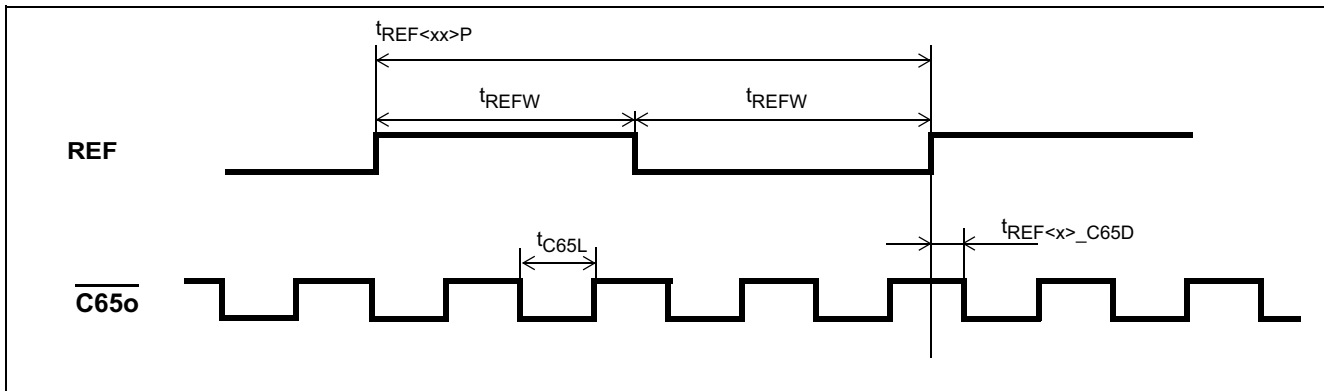 tREF<xx>P
tREFW
tREFW
REF
tREF<x>_C65D
tC65L
C65o